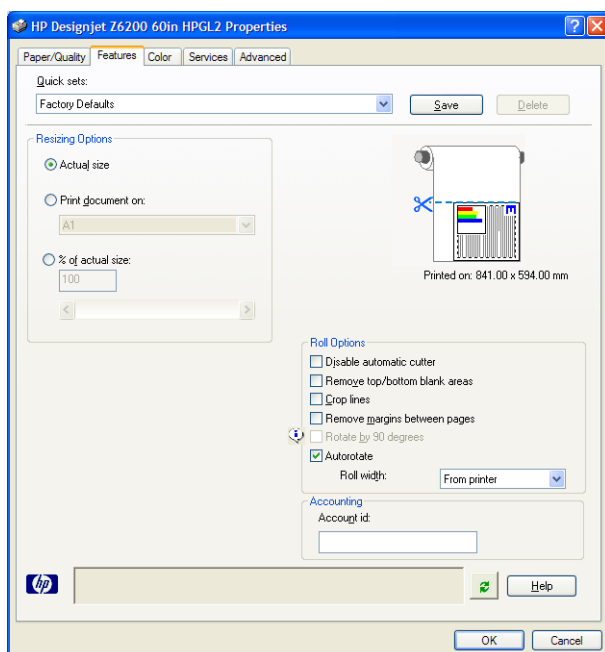 HP Designjet Z6200 60in HPGL2 Properties
Paper/Quality Features Color Services Advanced
Quick sets:
Factory Defaults Save Delete
Resizing Options
Actual size
Print document on:
A1
% of actual size:
100
Printed on: 841.00 x 594.00 mm
Roll Options
Disable automatic cutter
Remove top/bottom blank areas
Crop lines
Remove margins between pages
Rotate by 90 degrees
Autorotate
Roll width: From printer
Accounting
Account id:
hp Help
OK Cancel